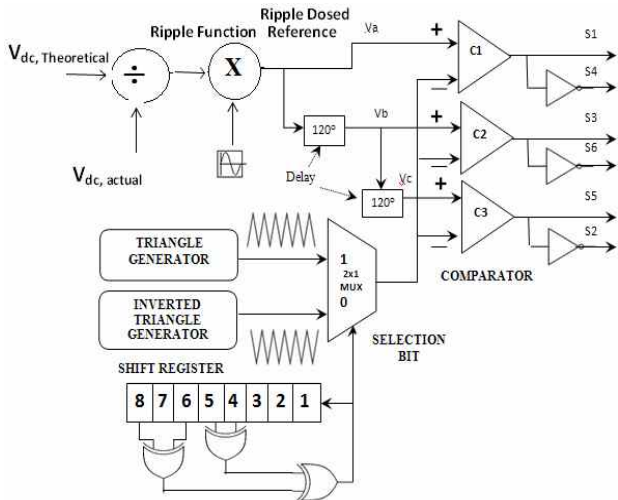 Ripple Dosed
Reference
Ripple Function
Vdc, Theoretical
÷
X
Va
+
C1
_
S1
S4
Vdc, actual
120°
Vb
+
C2
_
S3
S6
Delay
120°
Vc
+
C3
_
S5
S2
COMPARATOR
TRIANGLE
GENERATOR
1
2x1
MUX
0
INVERTED
TRIANGLE
GENERATOR
SELECTION
BIT
SHIFT REGISTER
8 7 6 5 4 3 2 1